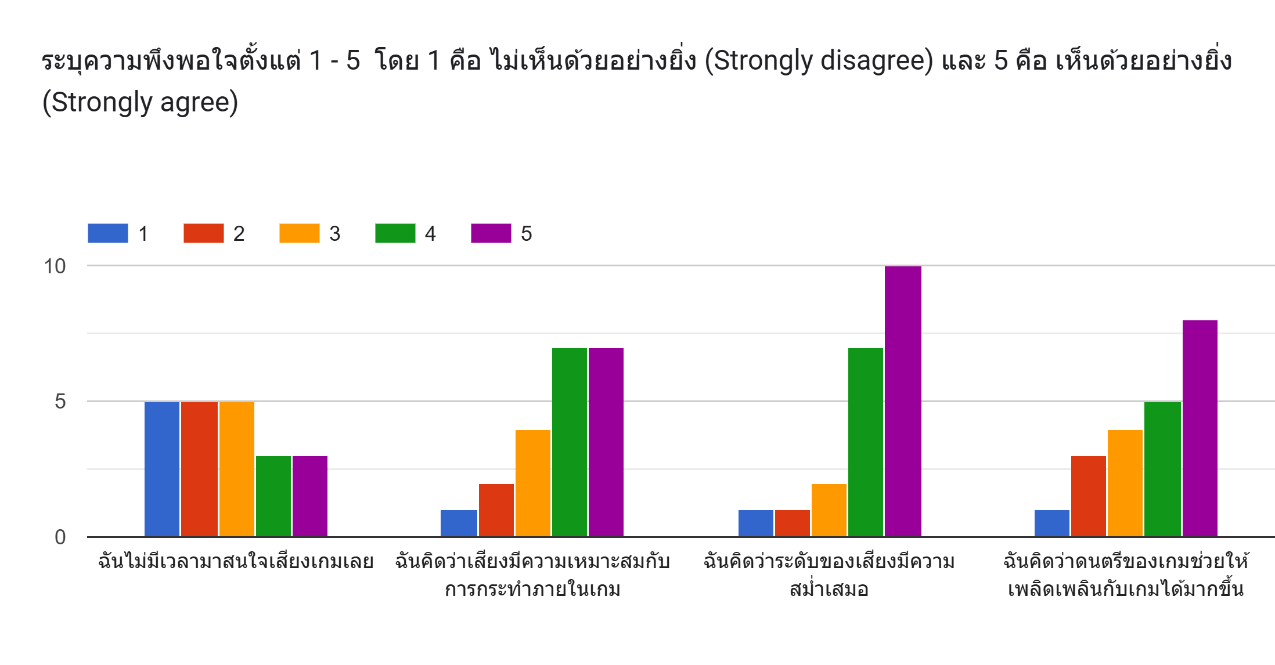 ระบุความพึงพอใจตั้งแต่ 1 - 5  โดย 1 คือ ไม่เห็นด้วยอย่างยิ่ง (Strongly disagree) และ 5 คือ เห็นด้วยอย่างยิ่ง
(Strongly agree)
1 2 3 4 5
10
5
0
ฉันไม่มีเวลามาสนใจเสียงเกมเลย
ฉันคิดว่าเสียงมีความเหมาะสมกับ
การกระทำภายในเกม
ฉันคิดว่าระดับของเสียงมีความ
สม่ำเสมอ
ฉันคิดว่าดนตรีของเกมช่วยให้
เพลิดเพลินกับเกมได้มากขึ้น